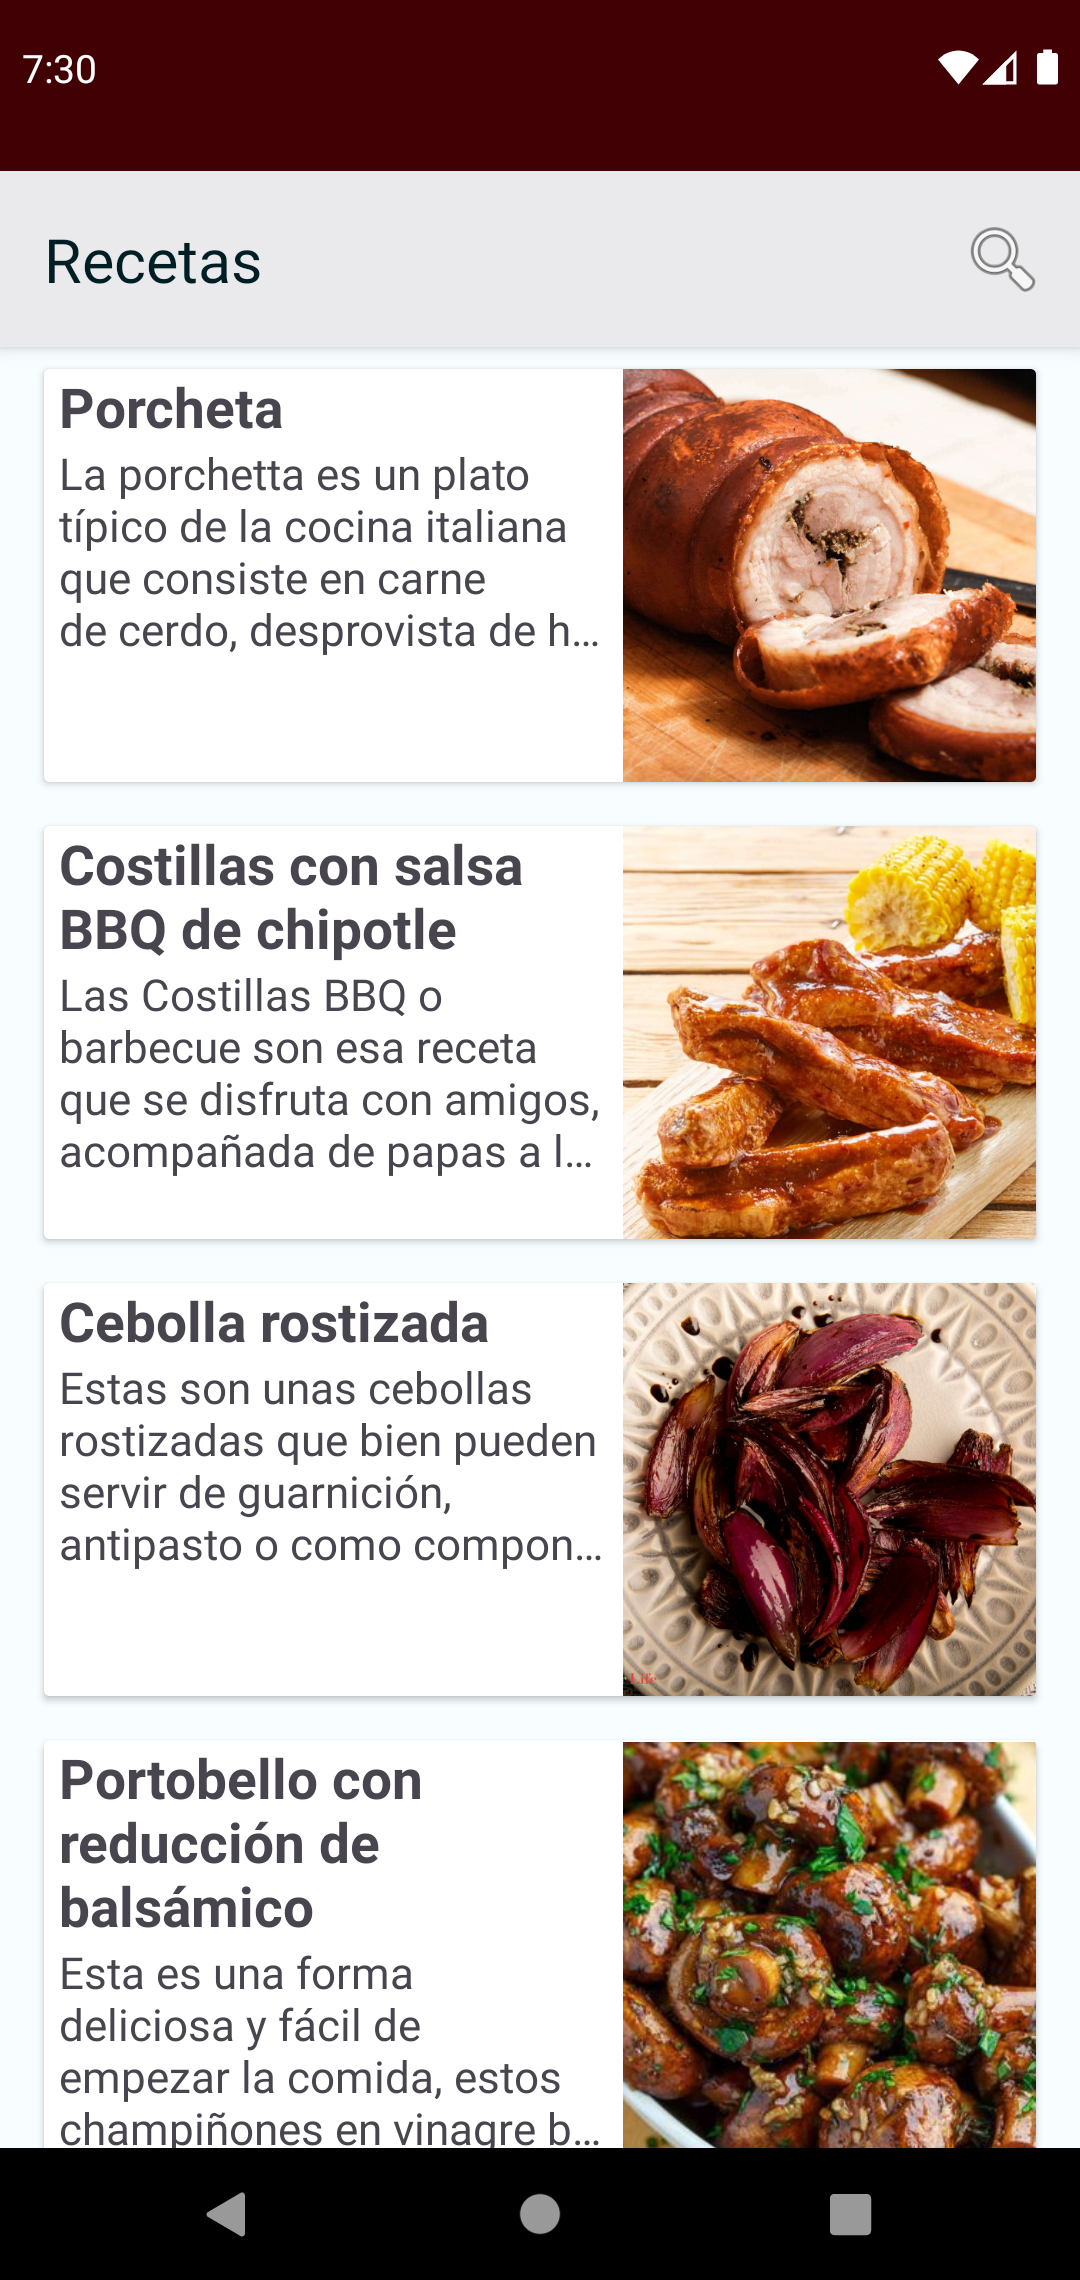 7:30
Recetas
Porcheta
La porchetta es un plato
típico de la cocina italiana
que consiste en carne
de cerdo, desprovista de h...
Costillas con salsa
BBQ de chipotle
Las Costillas BBQ o
barbecue son esa receta
que se disfruta con amigos,
acompañada de papas a l...
Cebolla rostizada
Estas son unas cebollas
rostizadas que bien pueden
servir de guarnición,
antipasto o como compon...
Life
Portobello con
reducción de
balsámico
Esta es una forma
deliciosa y fácil de
empezar la comida, estos
champiñones en vinagre b...